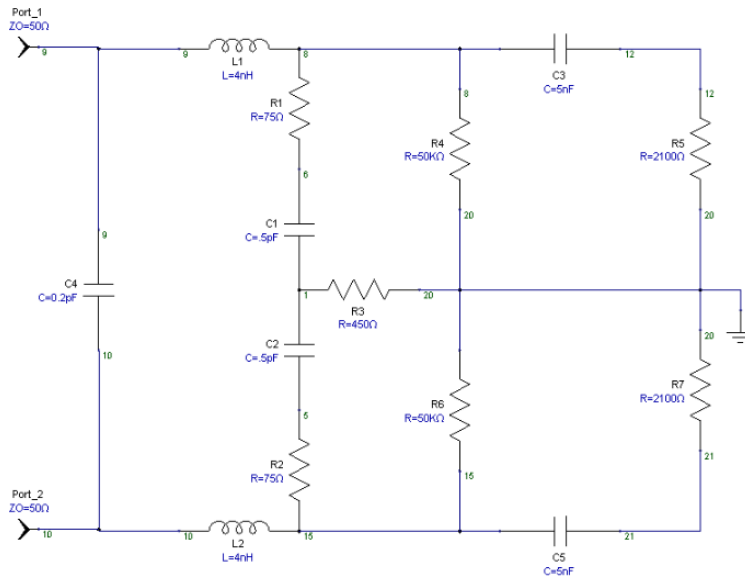 Port_1
ZO=50Ω
9
9
L1
L=4nH
8
C3
C=5nF
12
R1
R=75Ω
8
12
R4
R=50KΩ
R5
R=2100Ω
6
20
20
9
C1
C=.5pF
C4
C=0.2pF
1
R3
R=450Ω
20
20
C2
C=.5pF
10
R7
R=2100Ω
R6
R=50KΩ
5
21
R2
R=75Ω
15
Port_2
ZO=50Ω
10
10
L2
L=4nH
15
C5
C=5nF
21